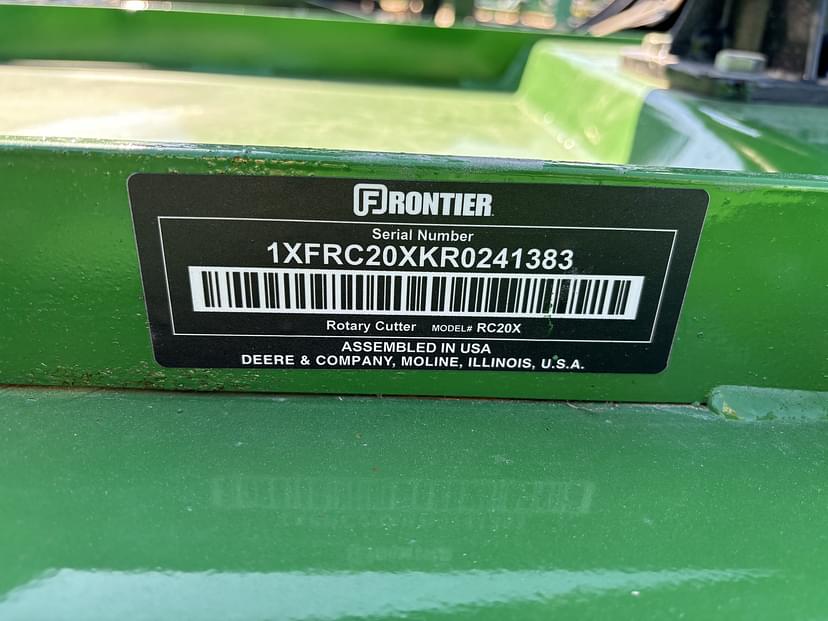 FRONTIER
Serial Number
1XFRC20XKR0241383
Rotary Cutter MODEL# RC20X
ASSEMBLED IN USA
DEERE & COMPANY, MOLINE, ILLINOIS, U.S.A.